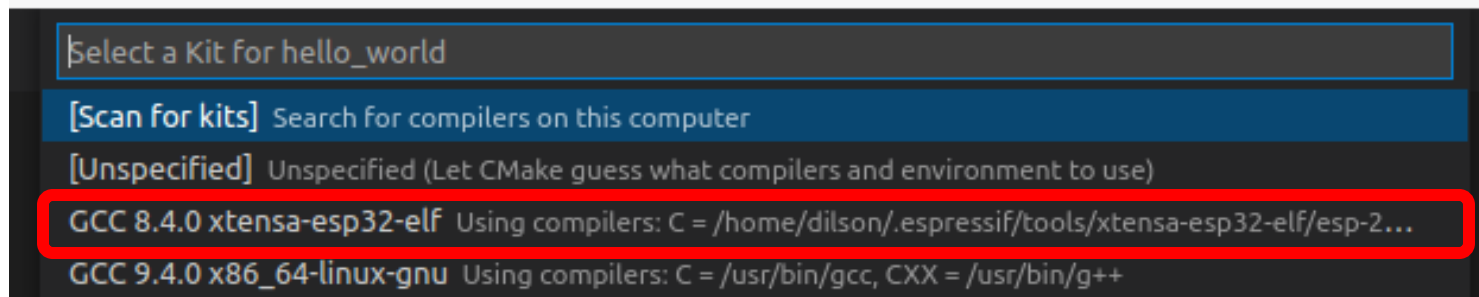 Select a Kit for hello_world
[Scan for kits] Search for compilers on this computer
[Unspecified] Unspecified (Let CMake guess what compilers and environment to use)
GCC 8.4.0 xtensa-esp32-elf Using compilers: C = /home/dilson/.espressif/tools/xtensa-esp32-elf/esp-2...
GCC 9.4.0 x86_64-linux-gnu Using compilers: C = /usr/bin/gcc, CXX = /usr/bin/g++